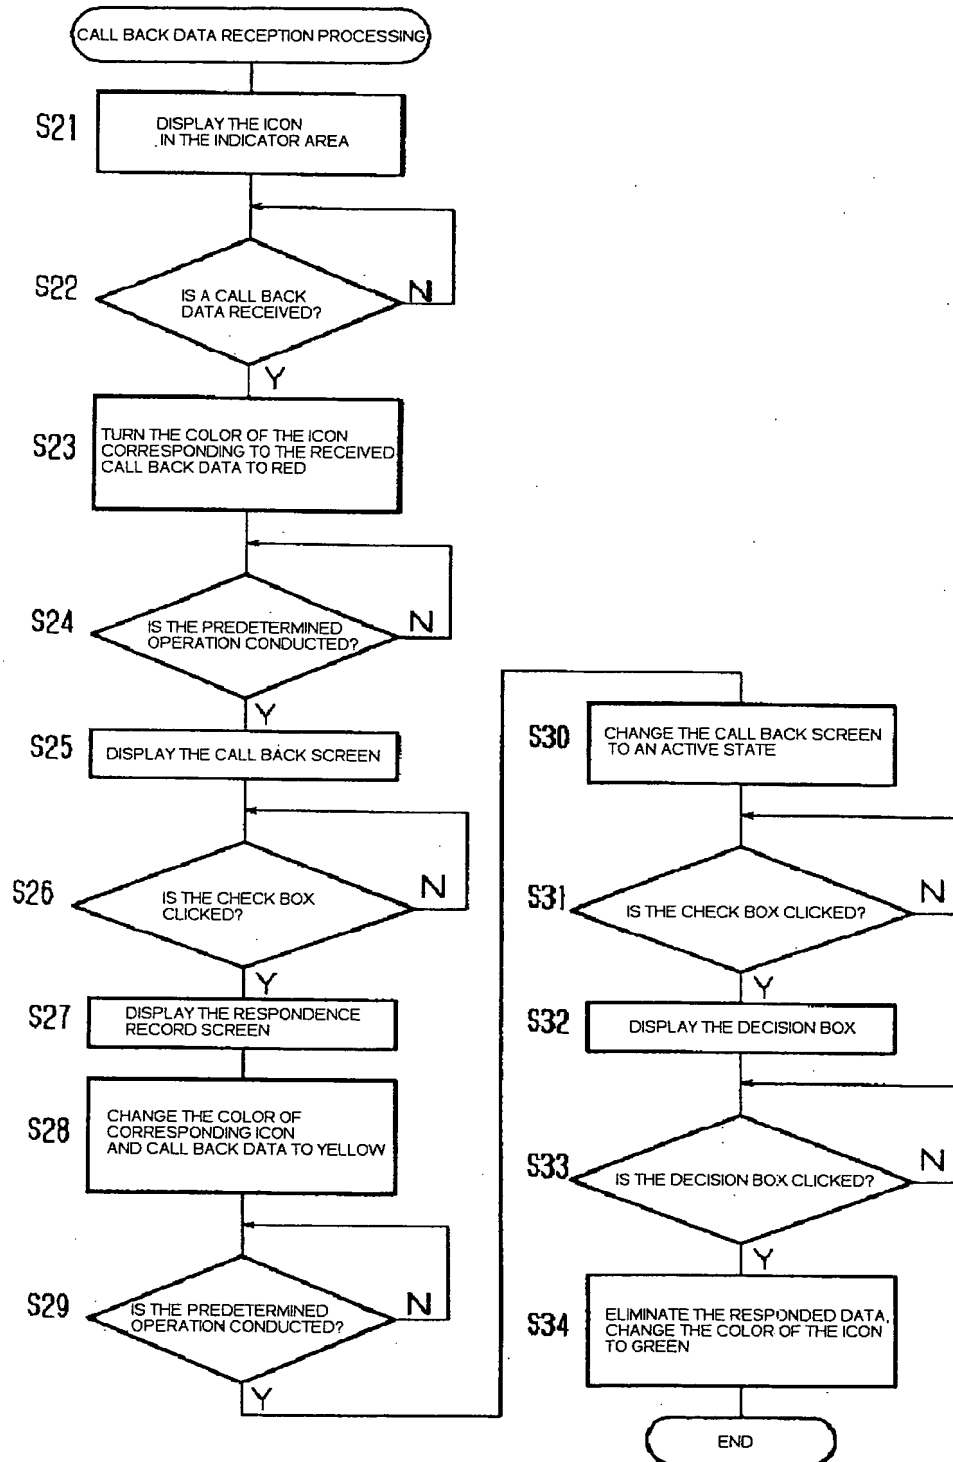 CALL BACK DATA RECEPTION PROCESSING
S21
DISPLAY THE ICON
IN THE INDICATOR AREA
S22
IS A CALL BACK
DATA RECEIVED?
N
Y
S23
TURN THE COLOR OF THE ICON
CORRESPONDING TO THE RECEIVED
CALL BACK DATA TO RED
S24
IS THE PREDETERMINED
OPERATION CONDUCTED?
N
Y
S25
DISPLAY THE CALL BACK SCREEN
S26
IS THE CHECK BOX
CLICKED?
N
Y
S27
DISPLAY THE RESPONDENCE
RECORD SCREEN
S28
CHANGE THE COLOR OF
CORRESPONDING ICON
AND CALL BACK DATA TO YELLOW
S29
IS THE PREDETERMINED
OPERATION CONDUCTED?
N
Y
S30
CHANGE THE CALL BACK SCREEN
TO AN ACTIVE STATE
S31
IS THE CHECK BOX CLICKED?
N
Y
S32
DISPLAY THE DECISION BOX
S33
IS THE DECISION BOX CLICKED?
N
Y
S34
ELIMINATE THE RESPONDED DATA,
CHANGE THE COLOR OF THE ICON
TO GREEN
END